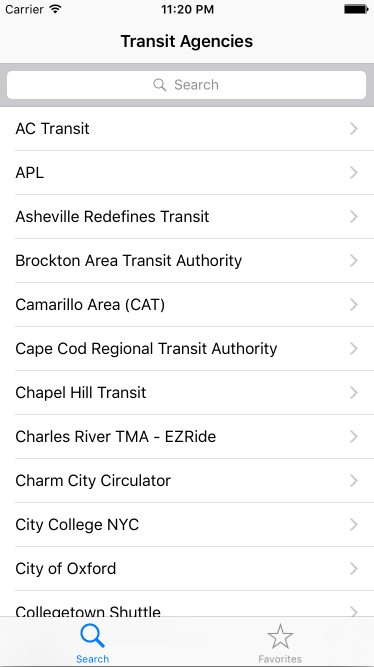 Carrier 11:20 PM
Transit Agencies
Search
AC Transit
APL
Asheville Redefines Transit
Brockton Area Transit Authority
Camarillo Area (CAT)
Cape Cod Regional Transit Authority
Chapel Hill Transit
Charles River TMA - EZRide
Charm City Circulator
City College NYC
City of Oxford
Collegetown Shuttle
Search Favorites